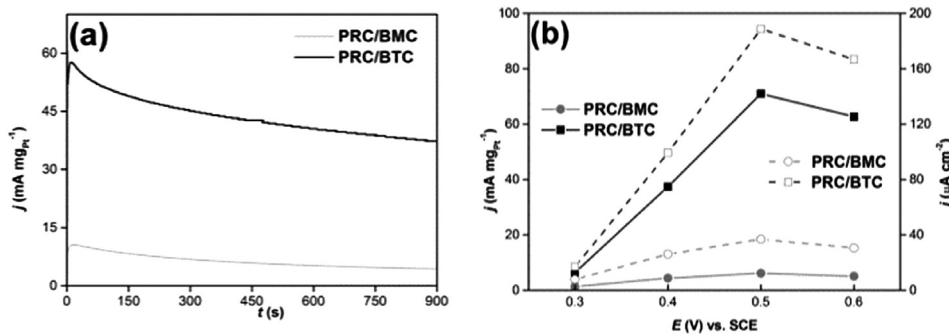 (a)
PRC/BMC
PRC/BTC
60
45
30
15
0
j (mA mgPt-1)
0 150 300 450 600 750 900
t (s)
(b)
100
80
60
40
20
0
j (mA mgPt-1)
PRC/BMC
PRC/BTC
PRC/BMC
PRC/BTC
200
160
120
80
40
0
j (μA cm-2)
0.3 0.4 0.5 0.6
E (V) vs. SCE